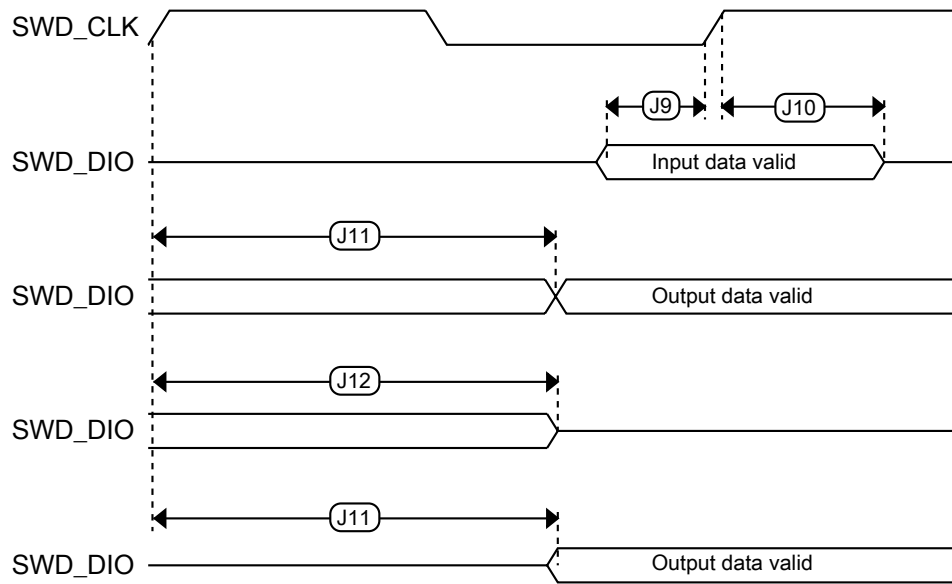 SWD_CLK
J9
J10
SWD_DIO
Input data valid
J11
SWD_DIO
Output data valid
J12
SWD_DIO
J11
SWD_DIO
Output data valid